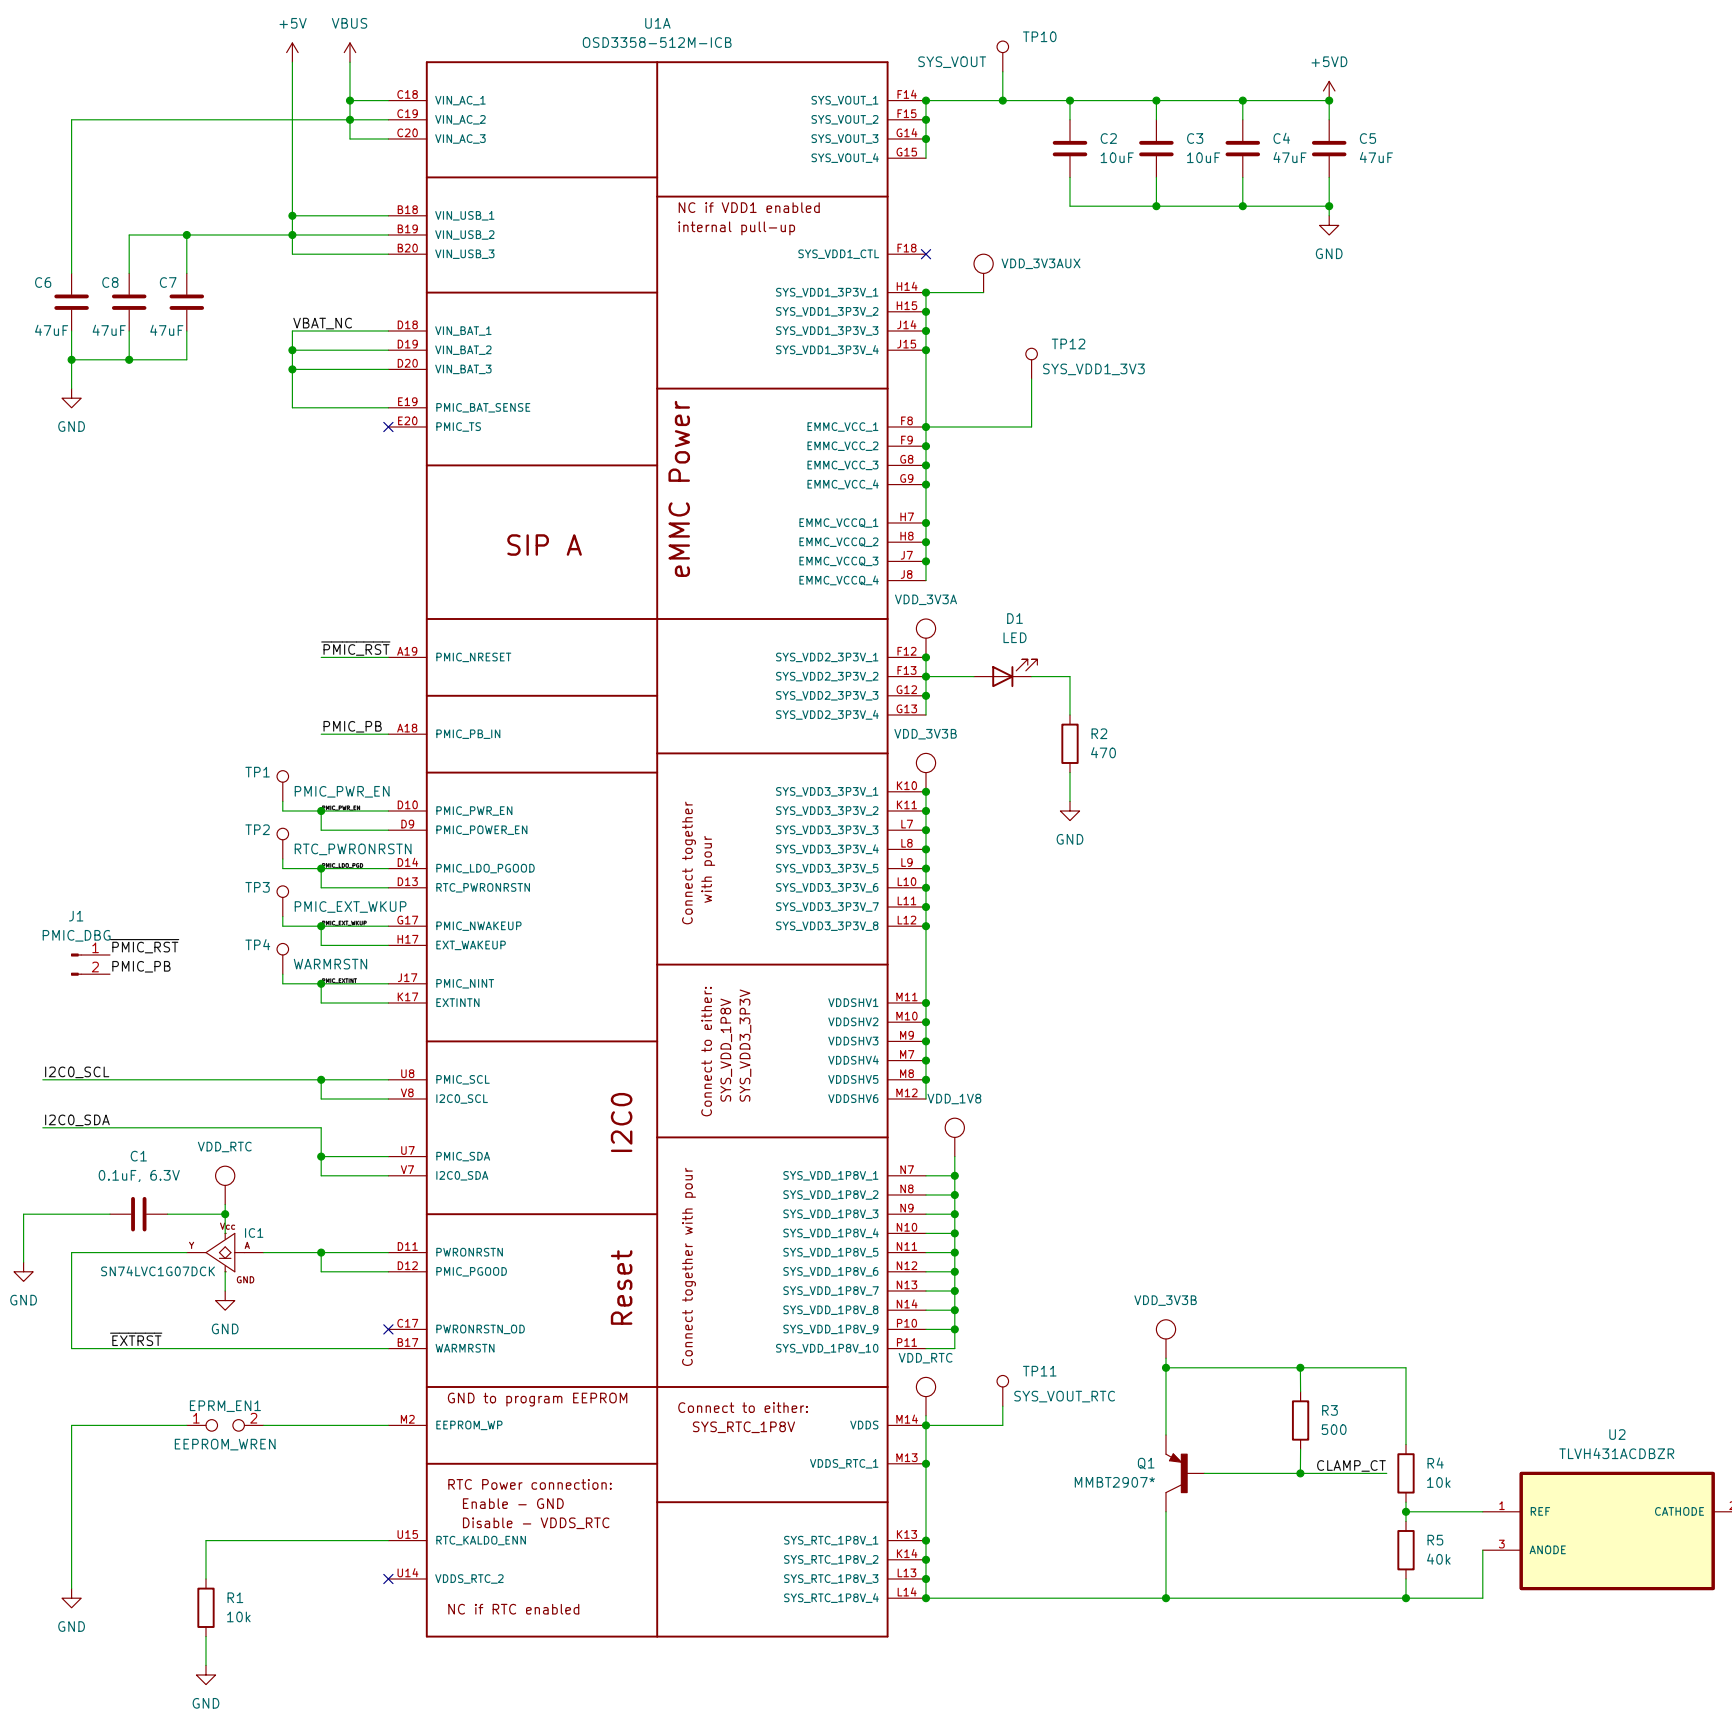 +5V
VBUS
U1A
OSD3358-512M-ICB
TP10
SYS_VOUT
+5VD
C18
VIN_AC_1
C19
VIN_AC_2
C20
VIN_AC_3
SYS_VOUT_1
F14
SYS_VOUT_2
F15
SYS_VOUT_3
G14
SYS_VOUT_4
G15
C2
10uF
C3
10uF
C4
47uF
C5
47uF
GND
B18
VIN_USB_1
B19
VIN_USB_2
B20
VIN_USB_3
NC if VDD1 enabled
internal pull-up
SYS_VDD1_CTL
F18
VDD_3V3AUX
C6
47uF
C8
47uF
C7
47uF
GND
SYS_VDD1_3P3V_1
H14
SYS_VDD1_3P3V_2
H15
SYS_VDD1_3P3V_3
J14
SYS_VDD1_3P3V_4
J15
VBAT_NC
D18
VIN_BAT_1
D19
VIN_BAT_2
D20
VIN_BAT_3
E19
PMIC_BAT_SENSE
E20
PMIC_TS
TP12
SYS_VDD1_3V3
eMMC Power
EMMC_VCC_1
F8
EMMC_VCC_2
F9
EMMC_VCC_3
G8
EMMC_VCC_4
G9
EMMC_VCCQ_1
H7
EMMC_VCCQ_2
H8
EMMC_VCCQ_3
J7
EMMC_VCCQ_4
J8
SIP A
VDD_3V3A
D1
LED
PMIC_RST
A19
PMIC_NRESET
SYS_VDD2_3P3V_1
F12
SYS_VDD2_3P3V_2
F13
SYS_VDD2_3P3V_3
G12
SYS_VDD2_3P3V_4
G13
R2
470
GND
PMIC_PB
A18
PMIC_PB_IN
VDD_3V3B
TP1
PMIC_PWR_EN
PMIC_PWR_EN
D10
PMIC_PWR_EN
D9
PMIC_POWER_EN
TP2
RTC_PWRONRSTN
PMIC_LDO_PGD
D14
PMIC_LDO_PGOOD
D13
RTC_PWRONRSTN
TP3
PMIC_EXT_WKUP
PMIC_EXT_WKUP
G17
PMIC_NWAKEUP
H17
EXT_WAKEUP
TP4
WARMRSTN
PMIC_EXTINT
J17
PMIC_NINT
K17
EXTINTN
Connect together
with pour
SYS_VDD3_3P3V_1
K10
SYS_VDD3_3P3V_2
K11
SYS_VDD3_3P3V_3
L7
SYS_VDD3_3P3V_4
L8
SYS_VDD3_3P3V_5
L9
SYS_VDD3_3P3V_6
L10
SYS_VDD3_3P3V_7
L11
SYS_VDD3_3P3V_8
L12
J1
PMIC_DBG
1
PMIC_RST
2
PMIC_PB
Connect to either:
SYS_VDD_1P8V
SYS_VDD3_3P3V
VDDSHV1
M11
VDDSHV2
M10
VDDSHV3
M9
VDDSHV4
M7
VDDSHV5
M8
VDDSHV6
M12
I2C0_SCL
U8
PMIC_SCL
V8
I2C0_SCL
I2C0
I2C0_SDA
U7
PMIC_SDA
V7
I2C0_SDA
VDD_1V8
Connect together with pour
SYS_VDD_1P8V_1
N7
SYS_VDD_1P8V_2
N8
SYS_VDD_1P8V_3
N9
SYS_VDD_1P8V_4
N10
SYS_VDD_1P8V_5
N11
SYS_VDD_1P8V_6
N12
SYS_VDD_1P8V_7
N13
SYS_VDD_1P8V_8
N14
SYS_VDD_1P8V_9
P10
SYS_VDD_1P8V_10
P11
C1
0.1uF, 6.3V
VDD_RTC
Vcc
IC1
Y
A
SN74LVC1G07DCK
GND
GND
GND
D11
PWRONRSTN
D12
PMIC_PGOOD
Reset
C17
PWRONRSTN_OD
EXTRST
B17
WARMRSTN
VDD_RTC
TP11
SYS_VOUT_RTC
EPRM_EN1
1
2
EEPROM_WREN
GND to program EEPROM
M2
EEPROM_WP
Connect to either:
SYS_RTC_1P8V
VDDS
M14
VDDS_RTC_1
M13
RTC Power connection:
Enable - GND
Disable - VDDS_RTC
U15
RTC_KALDO_ENN
U14
VDDS_RTC_2
NC if RTC enabled
SYS_RTC_1P8V_1
K13
SYS_RTC_1P8V_2
K14
SYS_RTC_1P8V_3
L13
SYS_RTC_1P8V_4
L14
GND
R1
10k
GND
VDD_3V3B
R3
500
Q1
MMBT2907*
CLAMP_CT
R4
10k
R5
40k
U2
TLVH431ACDBZR
1
REF
3
ANODE
CATHODE